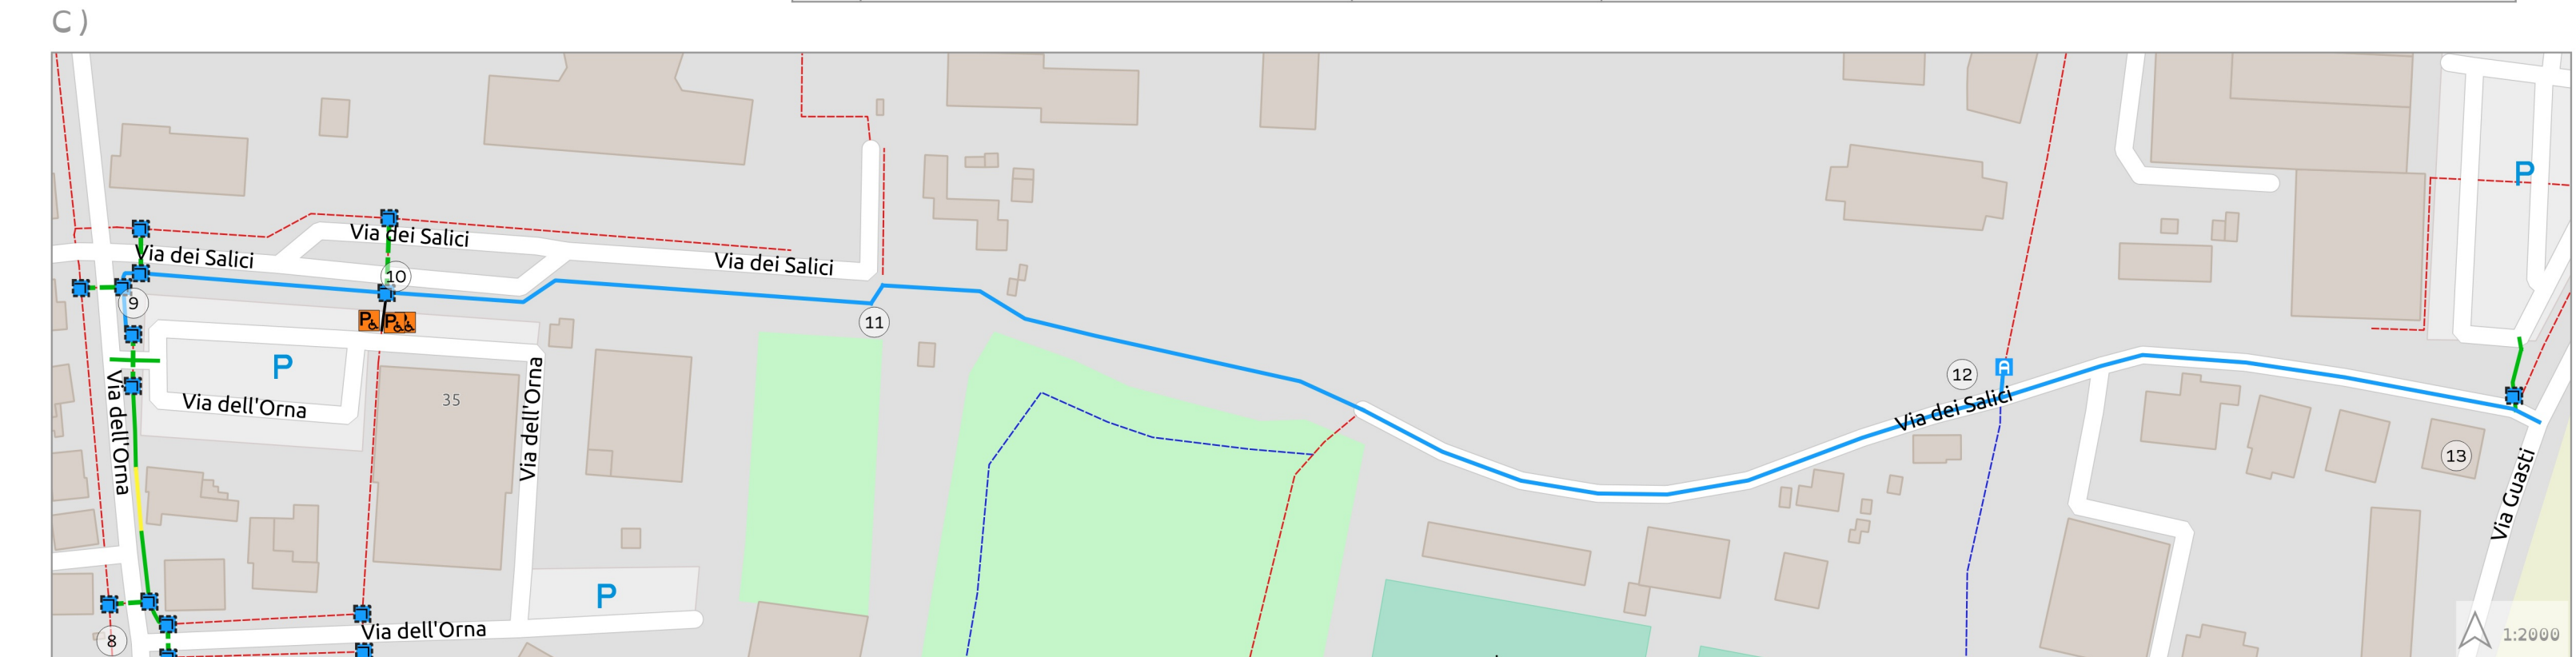 C)
P
Via dei Salici
Via dei Salici
Via dei Salici
10
9
11
P
P
P
12
Via dei Salici
Via dell'Orna
35
Via dell'Orna
Via dell'Orna
13
Via Guasti
P
Via dell'Orna
8
1:2000